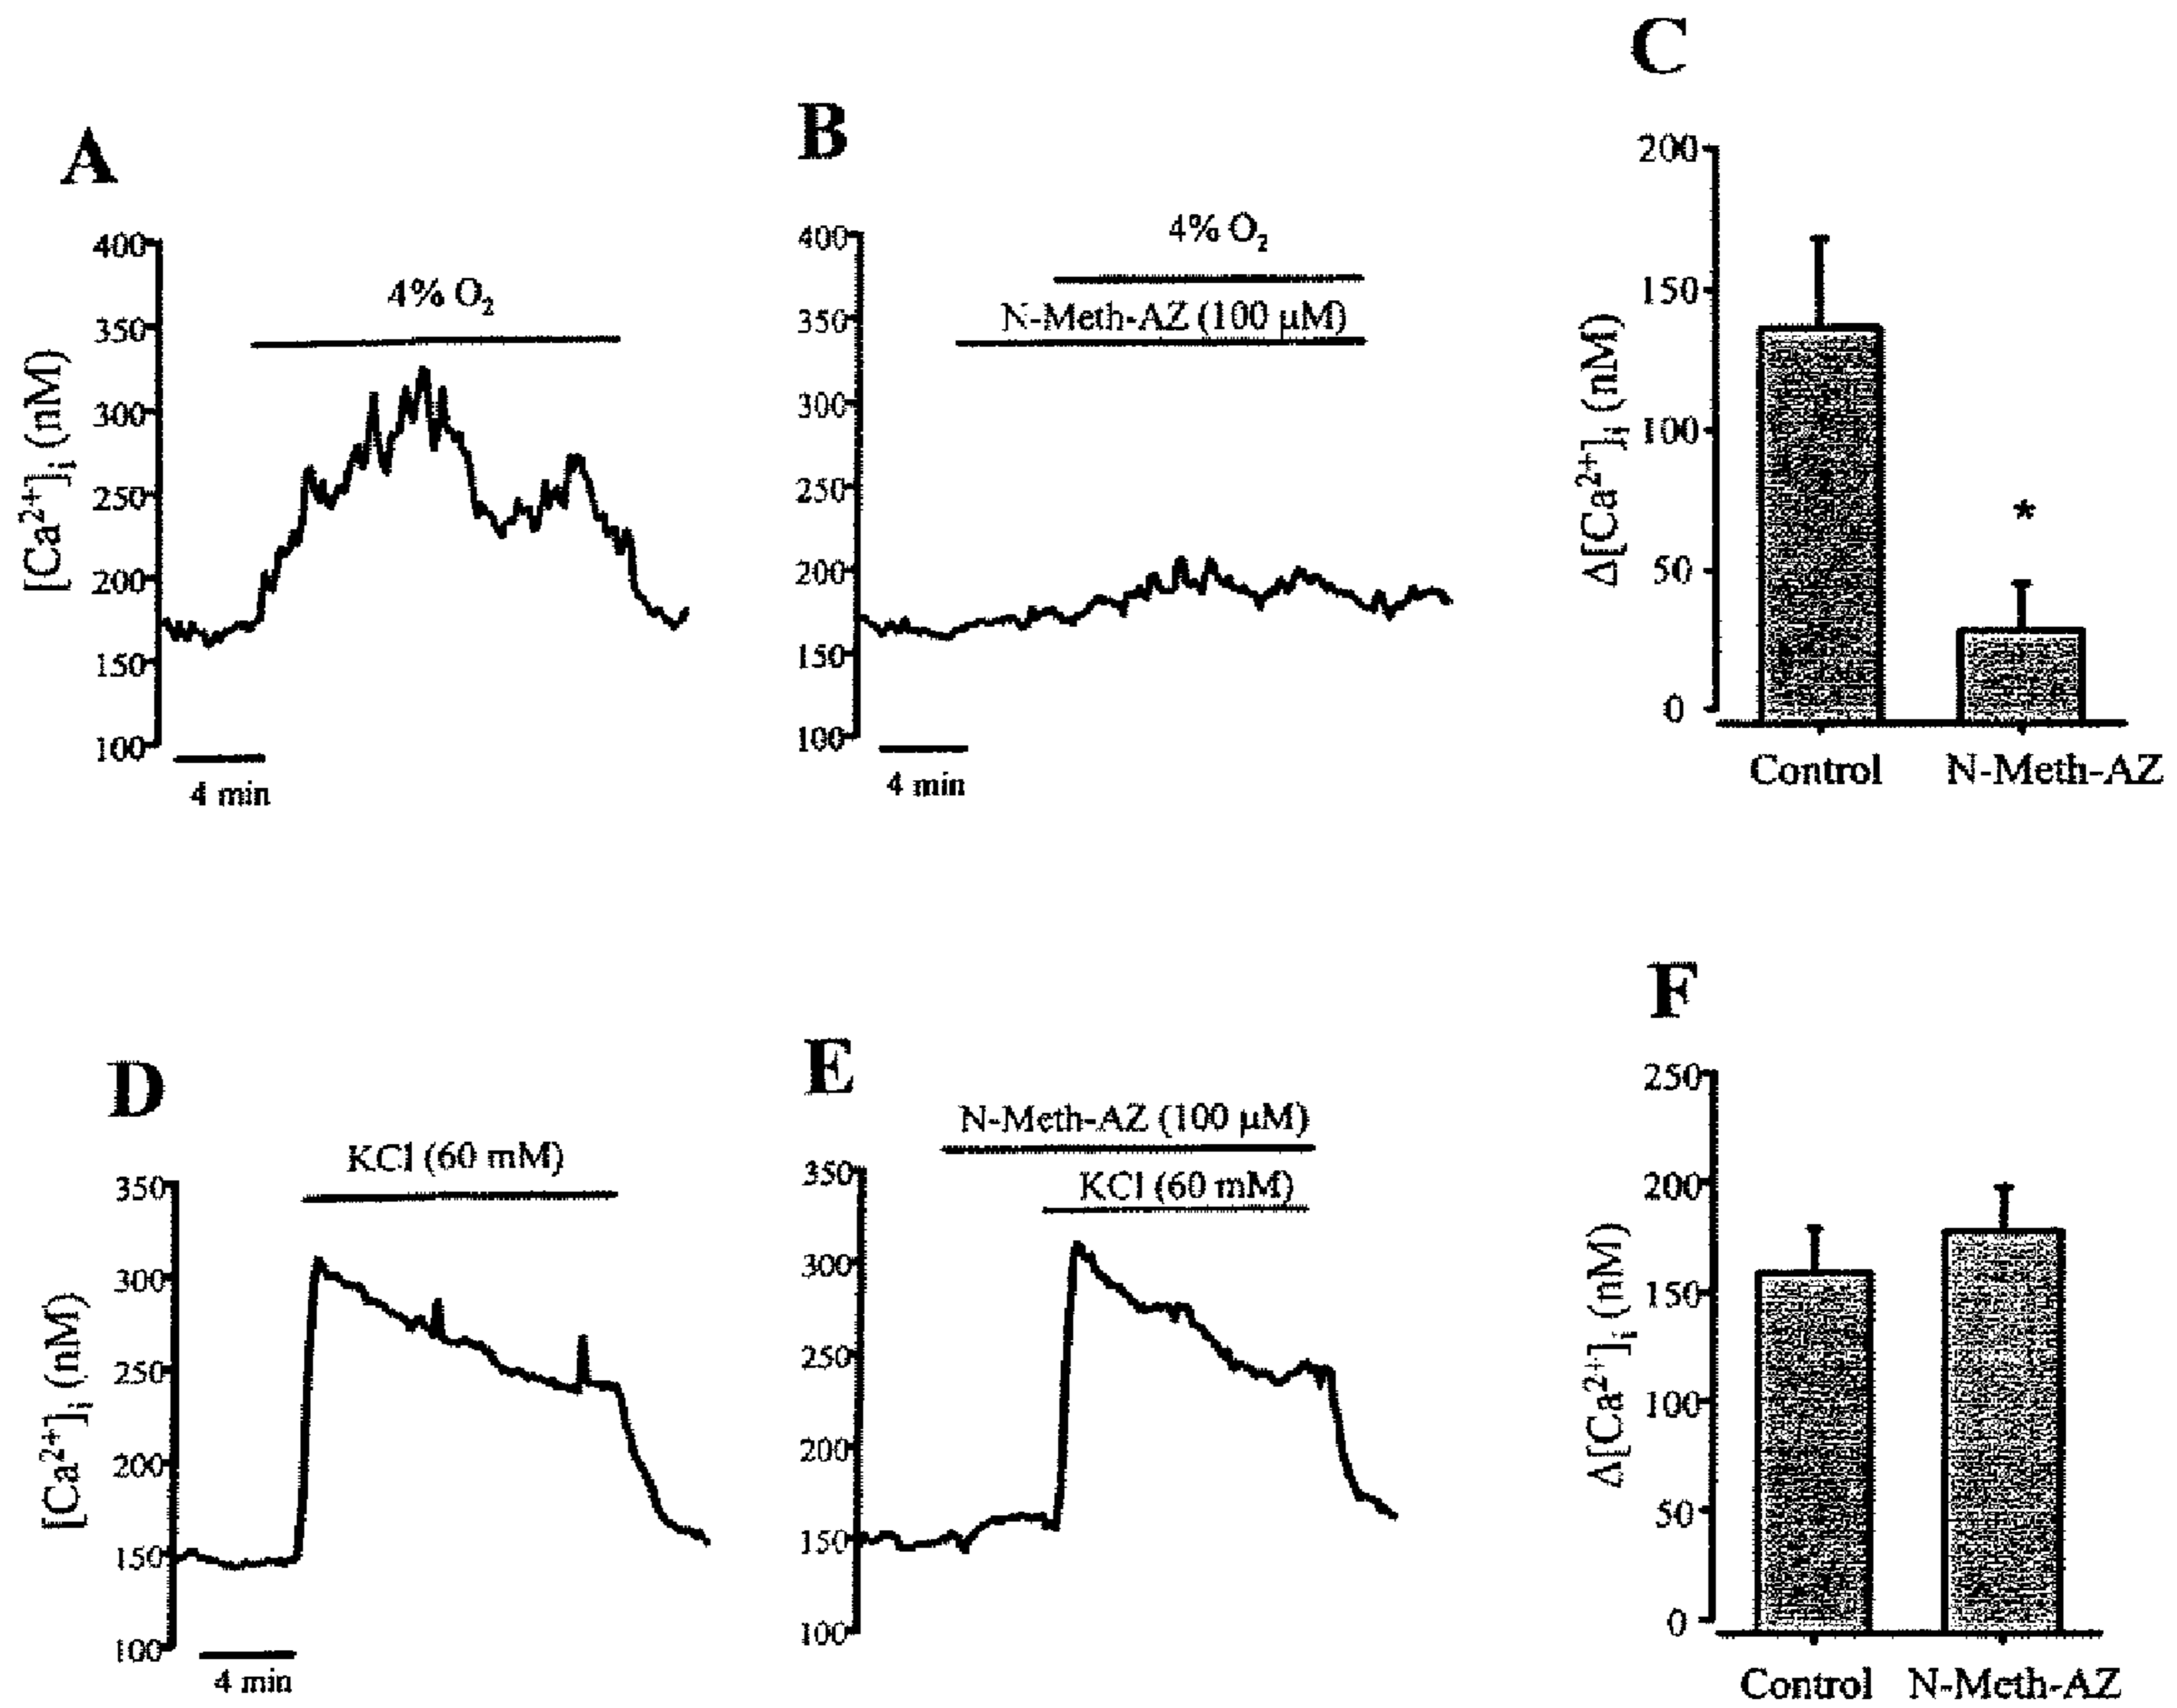 A
[Ca²⁺]ᵢ (nM)
400
350
300
250
200
150
100
4% O₂
4 min
B
400
350
300
250
200
150
100
4% O₂
N-Meth-AZ (100 µM)
4 min
C
Δ[Ca²⁺]ᵢ (nM)
200
150
100
50
0
*
Control N-Meth-AZ
D
[Ca²⁺]ᵢ (nM)
350
300
250
200
150
100
KCl (60 mM)
4 min
E
N-Meth-AZ (100 µM)
KCl (60 mM)
350
300
250
200
150
100
F
Δ[Ca²⁺]ᵢ (nM)
250
200
150
100
50
0
Control N-Meth-AZ